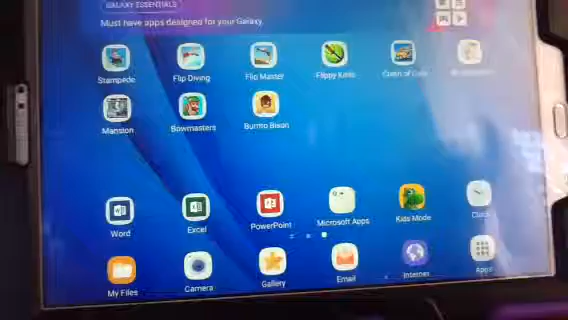 GALAXY ESSENTIALS
Must have apps designed for your Galaxy.
Stampede
Flip Diving
Flip Master
Flippy Knife
Mansion
Bowmasters
Burrito Bison
Word
Excel
PowerPoint
Microsoft Apps
Kids Mode
Clock
My Files
Camera
Gallery
Email
Internet
Apps